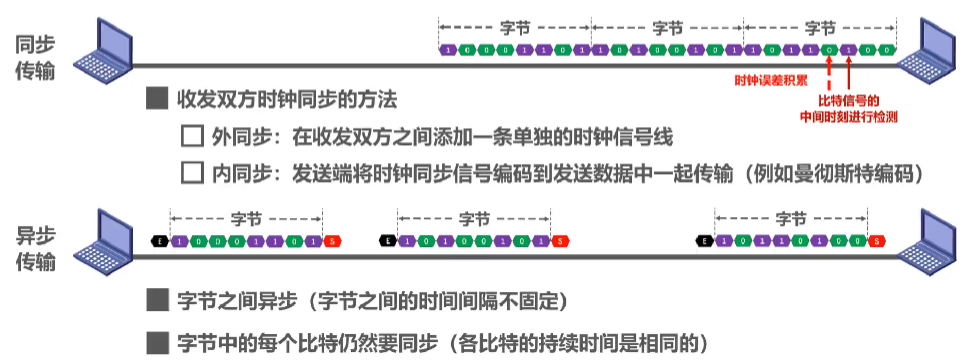 同步
传输
字节 字节 字节
1 0 0 0 1 1 0 1 1 0 1 0 0 1 0 1 1 0 1 1 0 1 0 0
时钟误差积累
比特信号的
中间时刻进行检测
收发双方时钟同步的方法
外同步：在收发双方之间添加一条单独的时钟信号线
内同步：发送端将时钟同步信号编码到发送数据中一起传输（例如曼彻斯特编码）
异步
传输
字节 字节 字节
E 1 0 0 0 1 1 0 1 S E 1 0 1 0 0 1 0 1 S E 1 0 1 1 0 1 0 0 S
字节之间异步（字节之间的时间间隔不固定）
字节中的每个比特仍然要同步（各比特的持续时间是相同的）